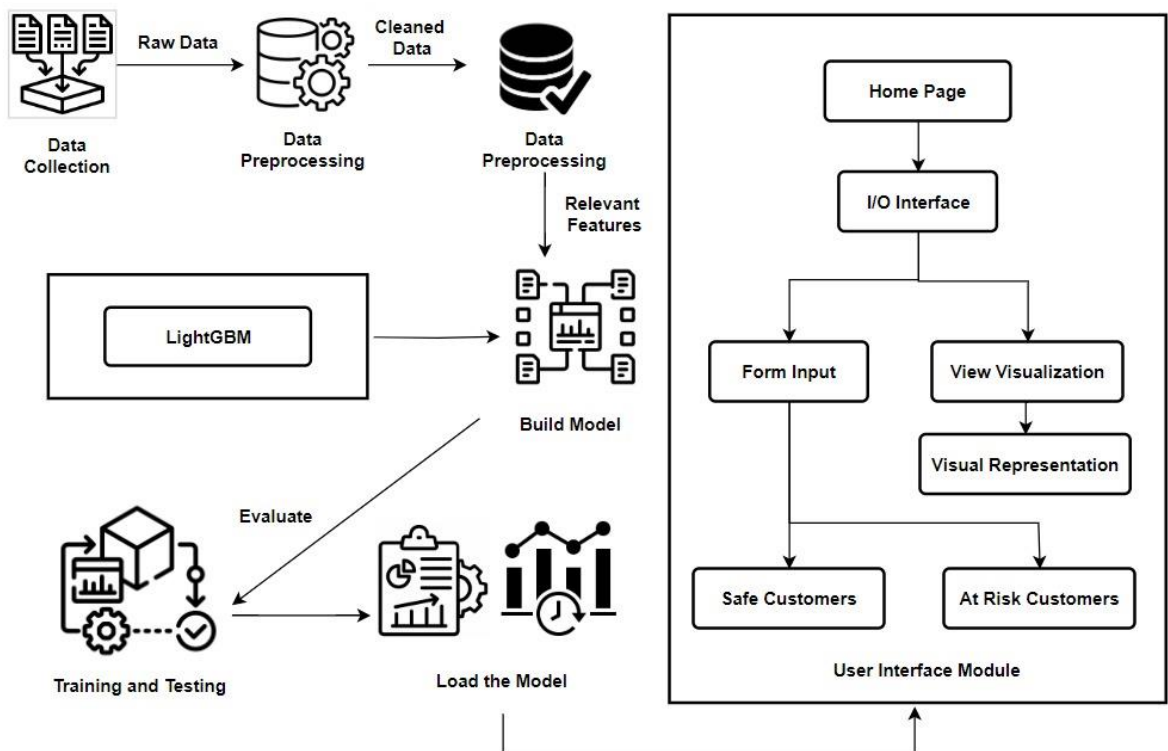 Raw Data
Cleaned
Data
Data
Collection
Data
Preprocessing
Data
Preprocessing
Relevant
Features
LightGBM
Build Model
Evaluate
Training and Testing
Load the Model
Home Page
I/O Interface
Form Input
View Visualization
Visual Representation
Safe Customers
At Risk Customers
User Interface Module